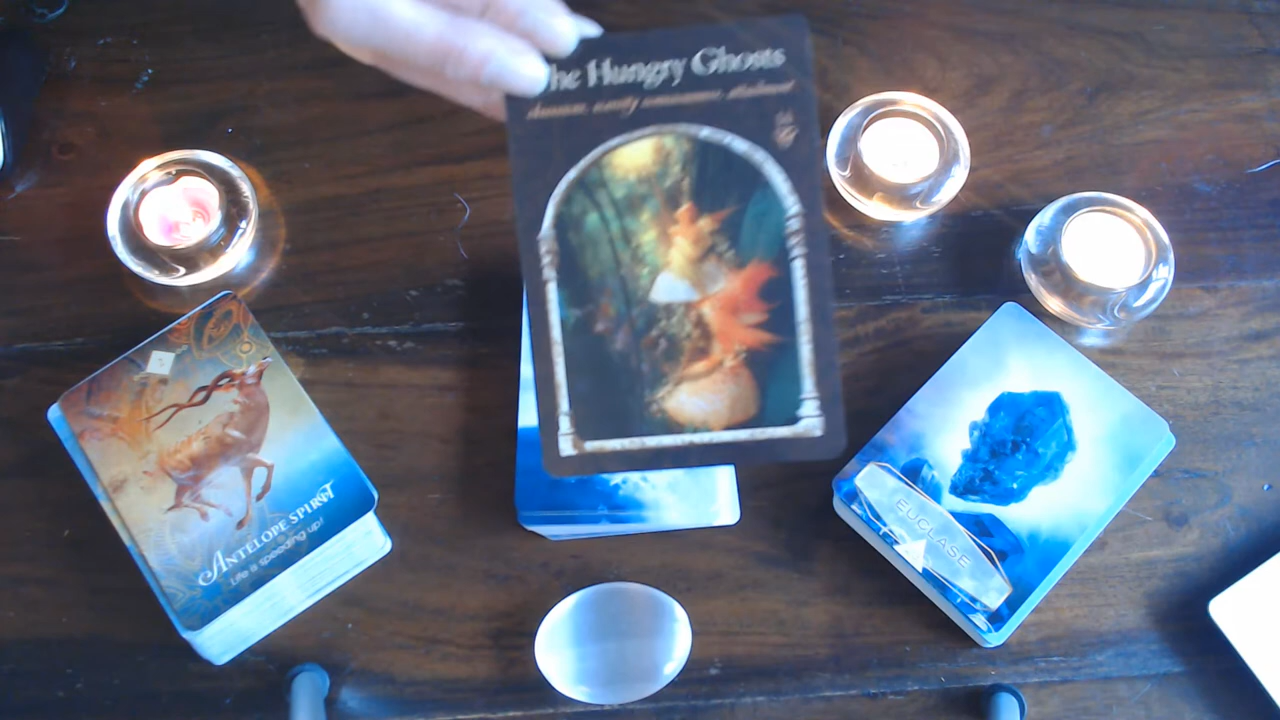 The Hungry Ghosts
ANTELOPE SPIRIT
Life is speeding up!
EUCLASE